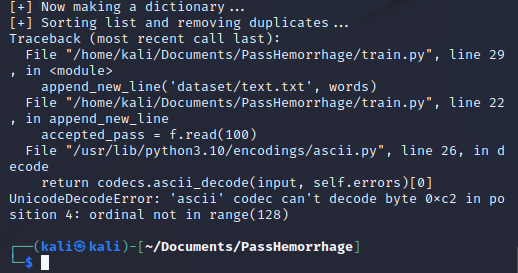 [+] Now making a dictionary...
[+] Sorting list and removing duplicates...
Traceback (most recent call last):
  File "/home/kali/Documents/PassHemorrhage/train.py", line 29
, in <module>
    append_new_line('dataset/text.txt', words)
  File "/home/kali/Documents/PassHemorrhage/train.py", line 22
, in append_new_line
    accepted_pass = f.read(100)
  File "/usr/lib/python3.10/encodings/ascii.py", line 26, in d
ecode
    return codecs.ascii_decode(input, self.errors)[0]
UnicodeDecodeError: 'ascii' codec can't decode byte 0xc2 in po
sition 4: ordinal not in range(128)
┌──(kali㉿kali)-[~/Documents/PassHemorrhage]
└─$